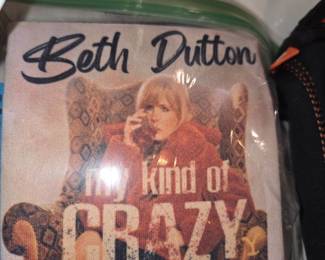 Beth Dutton
my kind of
CRAZY